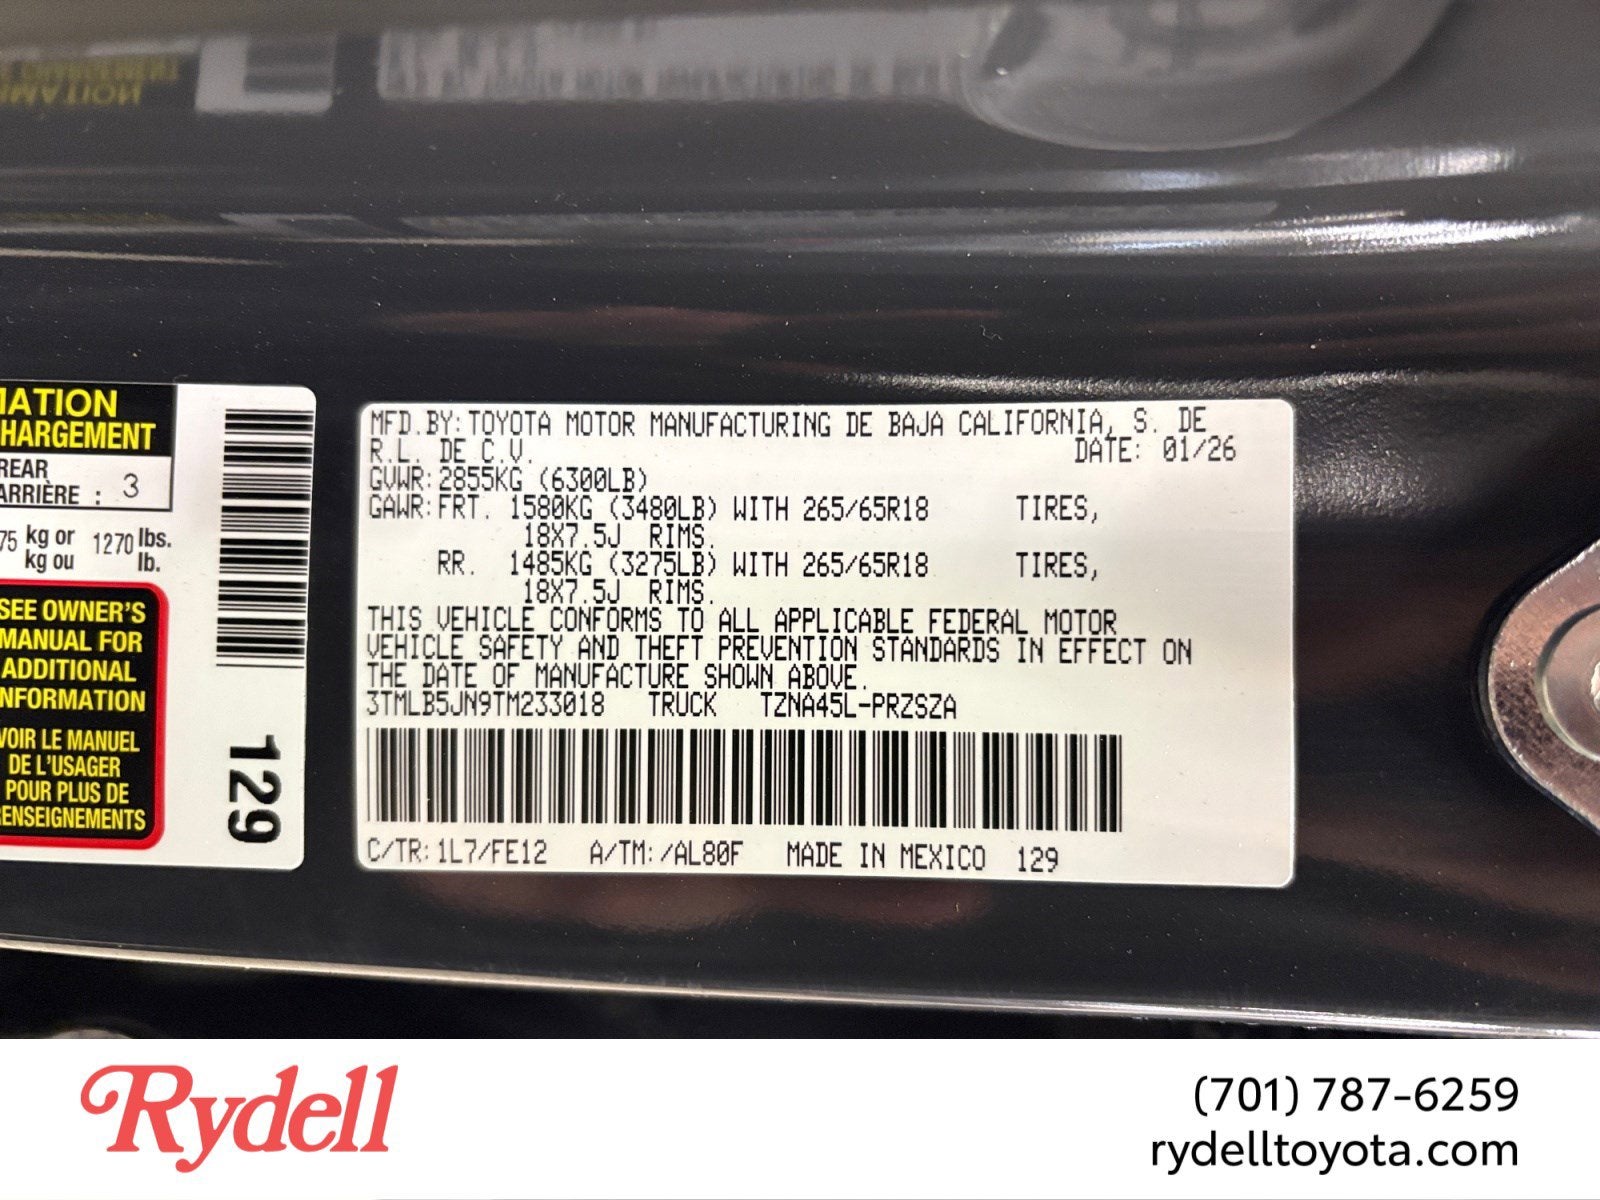 MATION
HARGEMENT
REAR
ARRIÈRE : 3
75 kg or 1270 lbs.
kg ou lb.
SEE OWNER'S
MANUAL FOR
ADDITIONAL
INFORMATION
VOIR LE MANUEL
DE L'USAGER
POUR PLUS DE
RENSEIGNEMENTS
129
MFD.BY:TOYOTA MOTOR MANUFACTURING DE BAJA CALIFORNIA, S. DE
R.L. DE C.V. DATE: 01/26
GVWR:2855KG (6300LB)
GAWR:FRT. 1580KG (3480LB) WITH 265/65R18 TIRES,
18X7.5J RIMS.
RR. 1485KG (3275LB) WITH 265/65R18 TIRES,
18X7.5J RIMS.
THIS VEHICLE CONFORMS TO ALL APPLICABLE FEDERAL MOTOR
VEHICLE SAFETY AND THEFT PREVENTION STANDARDS IN EFFECT ON
THE DATE OF MANUFACTURE SHOWN ABOVE.
3TMLB5JN9TM233018 TRUCK TZNA45L-PRZSZA
C/TR:1L7/FE12 A/TM:/AL80F MADE IN MEXICO 129
Rydell
(701) 787-6259
rydelltoyota.com